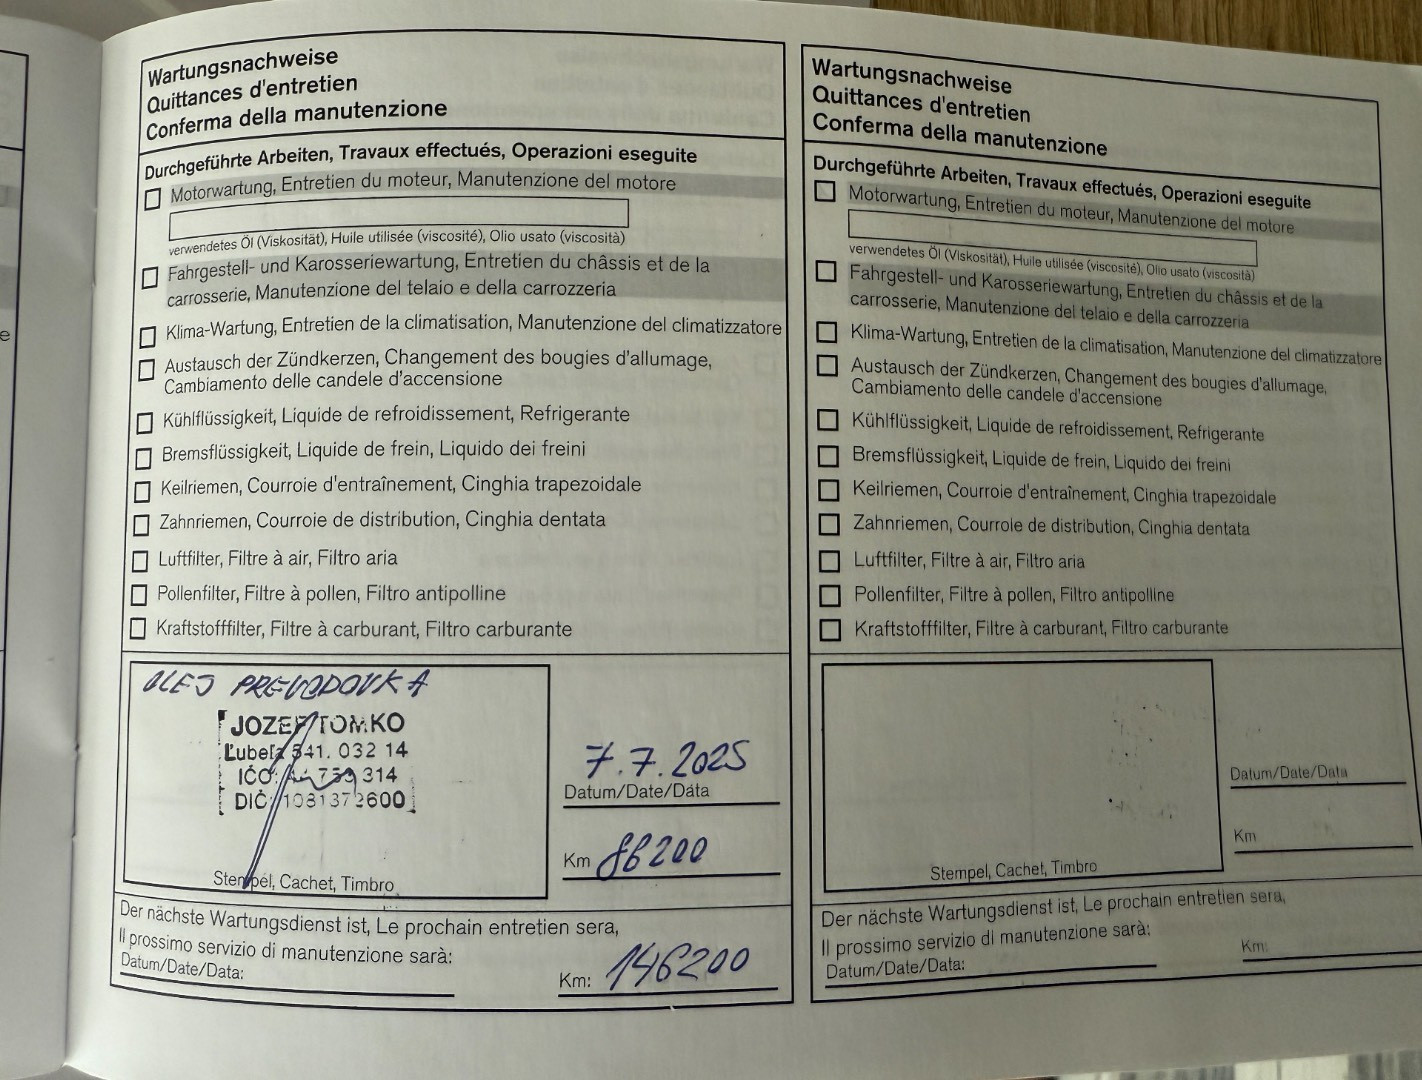 Wartungsnachweise
Quittances d'entretien
Conferma della manutenzione
Durchgeführte Arbeiten, Travaux effectués, Operazioni eseguite
Motorwartung, Entretien du moteur, Manutenzione del motore
verwendetes Öl (Viskosität), Huile utilisée (viscosité), Olio usato (viscosità)
Fahrgestell- und Karosseriewartung, Entretien du châssis et de la
carrosserie, Manutenzione del telaio e della carrozzeria
Klima-Wartung, Entretien de la climatisation, Manutenzione del climatizzatore
Austausch der Zündkerzen, Changement des bougies d'allumage,
Cambiamento delle candele d'accensione
Kühlflüssigkeit, Liquide de refroidissement, Refrigerante
Bremsflüssigkeit, Liquide de frein, Liquido dei freini
Keilriemen, Courroie d'entraînement, Cinghia trapezoidale
Zahnriemen, Courroie de distribution, Cinghia dentata
Luftfilter, Filtre à air, Filtro aria
Pollenfilter, Filtre à pollen, Filtro antipolline
Kraftstofffilter, Filtre à carburant, Filtro carburante
OLEJ PREVODOVKA
JOZEF TOMKO
Ľubeľa 541. 032 14
IČO: 314
DIČ: 1081372600
Stempel, Cachet, Timbro
7.7.2025
Datum/Date/Data
Km 86200
Der nächste Wartungsdienst ist, Le prochain entretien sera,
Il prossimo servizio di manutenzione sarà:
Datum/Date/Data:
Km: 146200
Wartungsnachweise
Quittances d'entretien
Conferma della manutenzione
Durchgeführte Arbeiten, Travaux effectués, Operazioni eseguite
Motorwartung, Entretien du moteur, Manutenzione del motore
verwendetes Öl (Viskosität), Huile utilisée (viscosité), Olio usato (viscosità)
Fahrgestell- und Karosseriewartung, Entretien du châssis et de la
carrosserie, Manutenzione del telaio e della carrozzeria
Klima-Wartung, Entretien de la climatisation, Manutenzione del climatizzatore
Austausch der Zündkerzen, Changement des bougies d'allumage,
Cambiamento delle candele d'accensione
Kühlflüssigkeit, Liquide de refroidissement, Refrigerante
Bremsflüssigkeit, Liquide de frein, Liquido dei freini
Keilriemen, Courroie d'entraînement, Cinghia trapezoidale
Zahnriemen, Courroie de distribution, Cinghia dentata
Luftfilter, Filtre à air, Filtro aria
Pollenfilter, Filtre à pollen, Filtro antipolline
Kraftstofffilter, Filtre à carburant, Filtro carburante
Stempel, Cachet, Timbro
Datum/Date/Data
Km
Der nächste Wartungsdienst ist, Le prochain entretien sera,
Il prossimo servizio di manutenzione sarà:
Datum/Date/Data:
Km: